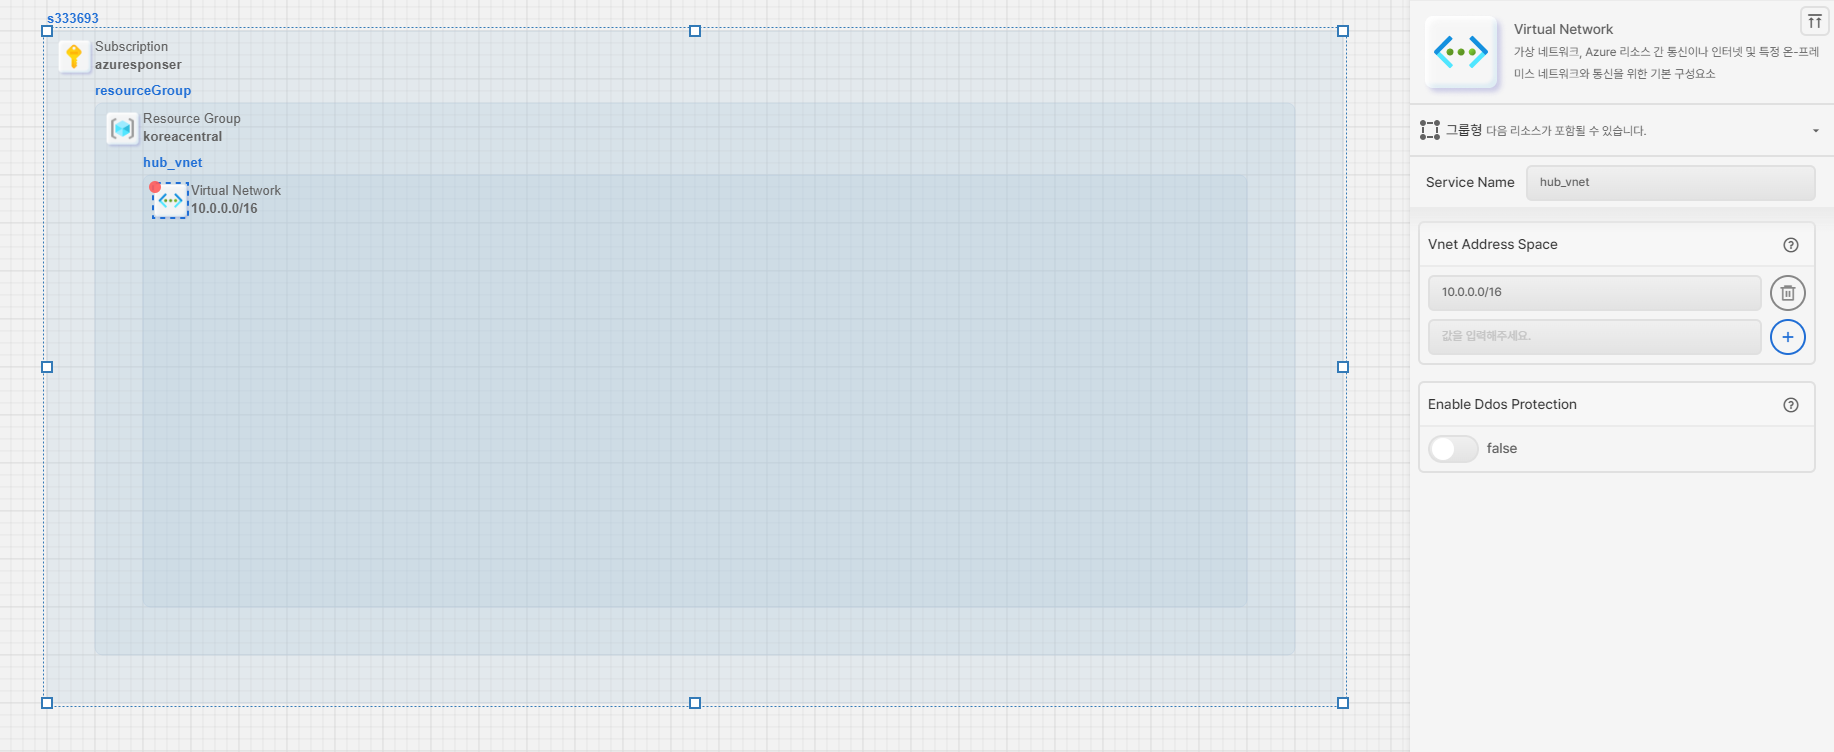 s333693
Subscription
azuresponser
resourceGroup
Resource Group
koreacentral
hub_vnet
Virtual Network
10.0.0.0/16
Virtual Network
가상 네트워크, Azure 리소스 간 통신이나 인터넷 및 특정 온-프레
미스 네트워크와 통신을 위한 기본 구성요소
그룹형 다음 리소스가 포함될 수 있습니다.
Service Name hub_vnet
Vnet Address Space
10.0.0.0/16
값을 입력해주세요.
Enable Ddos Protection
false